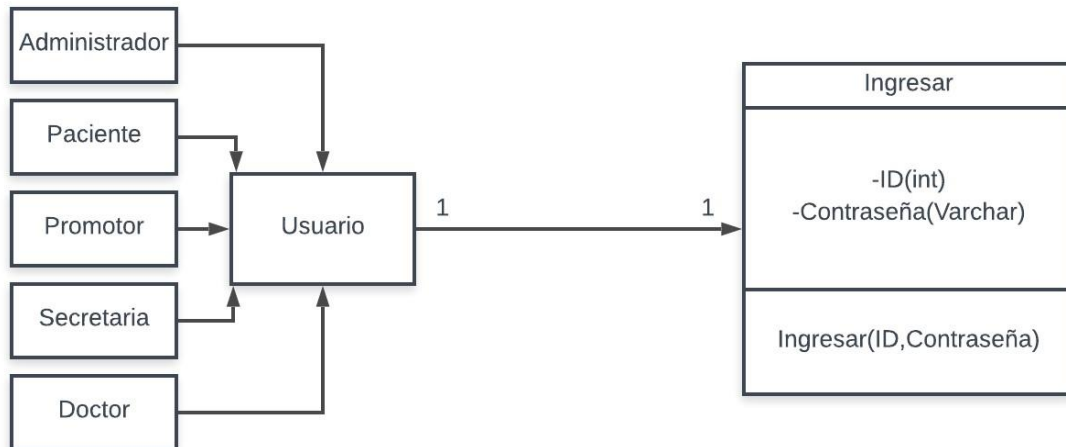 Administrador
Paciente
Promotor
Secretaria
Doctor
Usuario
1
1
Ingresar
-ID(int)
-Contraseña(Varchar)
Ingresar(ID,Contraseña)